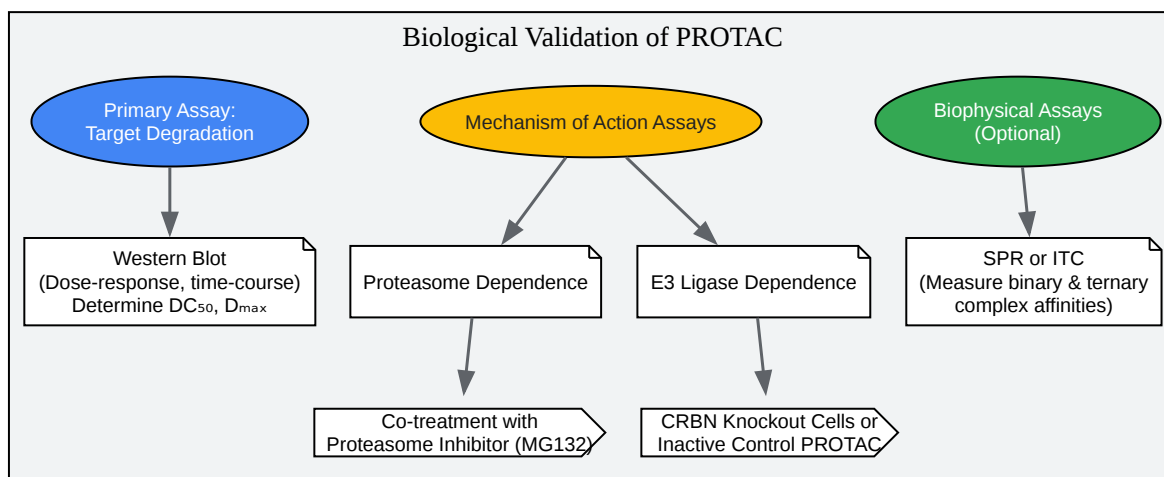 Biological Validation of PROTAC
Primary Assay:
Target Degradation
Mechanism of Action Assays
Biophysical Assays
(Optional)
Western Blot
(Dose-response, time-course)
Determine DC₅₀, Dₘₐₓ
Proteasome Dependence
E3 Ligase Dependence
SPR or ITC
(Measure binary & ternary
complex affinities)
Co-treatment with
Proteasome Inhibitor (MG132)
CRBN Knockout Cells or
Inactive Control PROTAC